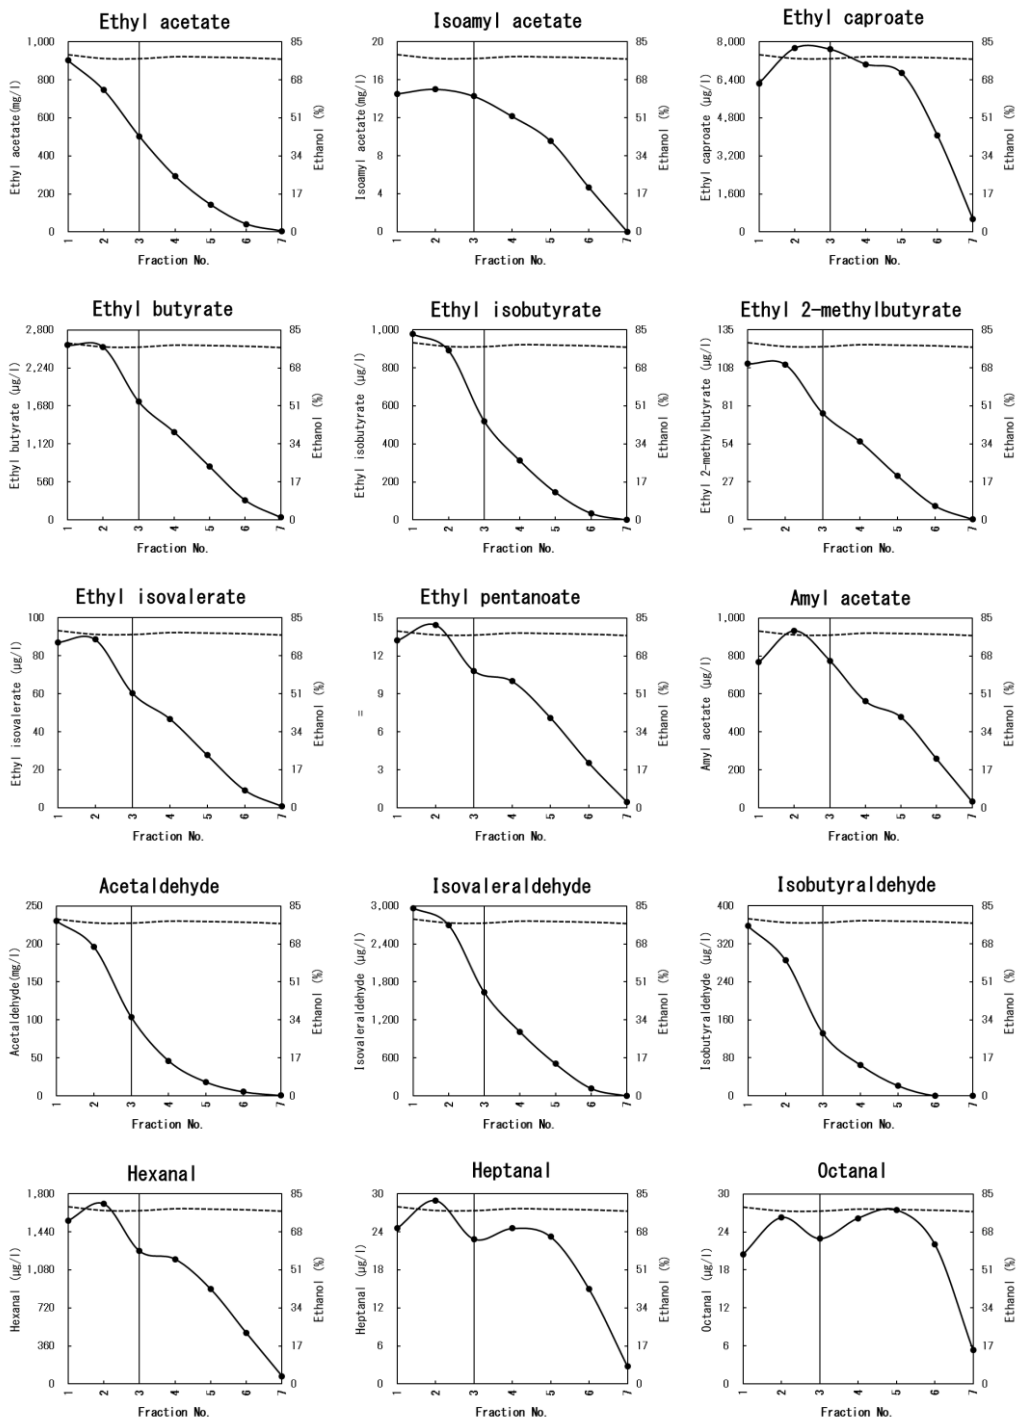 Ethyl acetate
1,000
800
600
400
200
0
Ethyl acetate(mg/l)
85
68
51
34
17
0
Ethanol (%)
1 2 3 4 5 6 7
Fraction No.
Isoamyl acetate
20
16
12
8
4
0
Isoamyl acetate (mg/l)
85
68
51
34
17
0
Ethanol (%)
1 2 3 4 5 6 7
Fraction No.
Ethyl caproate
8,000
6,400
4,800
3,200
1,600
0
Ethyl caproate (μg/l)
85
68
51
34
17
0
Ethanol (%)
1 2 3 4 5 6 7
Fraction No.
Ethyl butyrate
2,800
2,240
1,680
1,120
560
0
Ethyl butyrate (μg/l)
85
68
51
34
17
0
Ethanol (%)
1 2 3 4 5 6 7
Fraction No.
Ethyl isobutyrate
1,000
800
600
400
200
0
Ethyl isobutyrate (μg/l)
85
68
51
34
17
0
Ethanol (%)
1 2 3 4 5 6 7
Fraction No.
Ethyl 2-methylbutyrate
135
108
81
54
27
0
Ethyl 2-methylbutyrate (μg/l)
85
68
51
34
17
0
Ethanol (%)
1 2 3 4 5 6 7
Fraction No.
Ethyl isovalerate
100
80
60
40
20
0
Ethyl isovalerate (μg/l)
85
68
51
34
17
0
Ethanol (%)
1 2 3 4 5 6 7
Fraction No.
Ethyl pentanoate
15
12
9
6
3
0
=
85
68
51
34
17
0
Ethanol (%)
1 2 3 4 5 6 7
Fraction No.
Amyl acetate
1,000
800
600
400
200
0
Amyl acetate (μg/l)
85
68
51
34
17
0
Ethanol (%)
1 2 3 4 5 6 7
Fraction No.
Acetaldehyde
250
200
150
100
50
0
Acetaldehyde(mg/l)
85
68
51
34
17
0
Ethanol (%)
1 2 3 4 5 6 7
Fraction No.
Isovaleraldehyde
3,000
2,400
1,800
1,200
600
0
Isovaleraldehyde (μg/l)
85
68
51
34
17
0
Ethanol (%)
1 2 3 4 5 6 7
Fraction No.
Isobutyraldehyde
400
320
240
160
80
0
Isobutyraldehyde (μg/l)
85
68
51
34
17
0
Ethanol (%)
1 2 3 4 5 6 7
Fraction No.
Hexanal
1,800
1,440
1,080
720
360
0
Hexanal (μg/l)
85
68
51
34
17
0
Ethanol (%)
1 2 3 4 5 6 7
Fraction No.
Heptanal
30
24
18
12
6
0
Heptanal (μg/l)
85
68
51
34
17
0
Ethanol (%)
1 2 3 4 5 6 7
Fraction No.
Octanal
30
24
18
12
6
0
Octanal (μg/l)
85
68
51
34
17
0
Ethanol (%)
1 2 3 4 5 6 7
Fraction No.